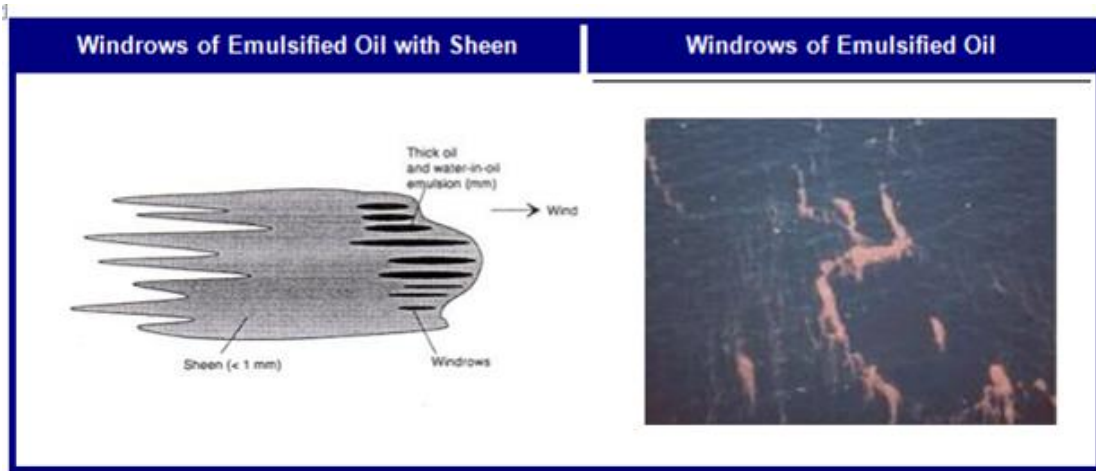 Windrows of Emulsified Oil with Sheen
Windrows of Emulsified Oil
Thick oil
and water-in-oil
emulsion (mm)
Wind
Sheen (< 1 mm)
Windrows